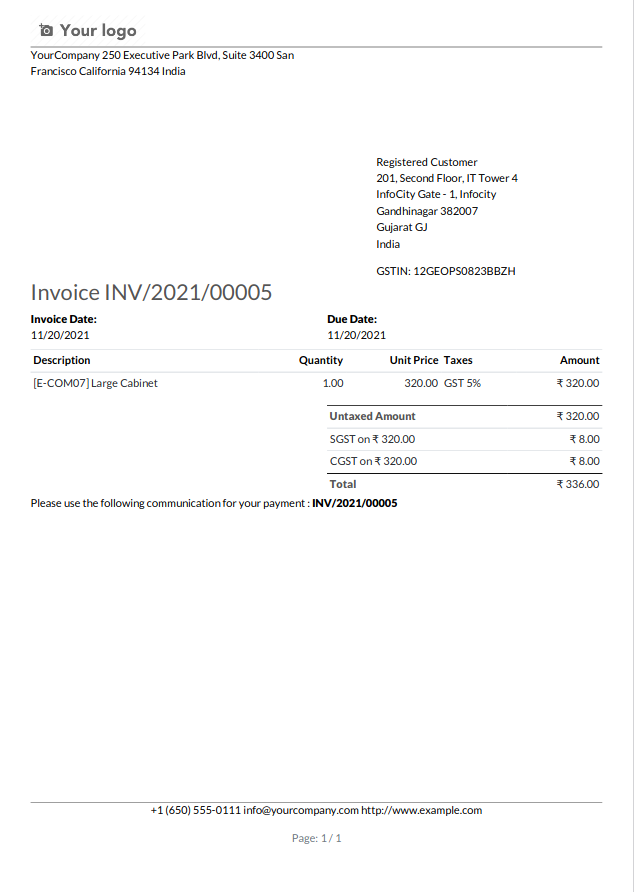 Your logo
YourCompany 250 Executive Park Blvd, Suite 3400 San
Francisco California 94134 India
Registered Customer
201, Second Floor, IT Tower 4
InfoCity Gate - 1, Infocity
Gandhinagar 382007
Gujarat GJ
India
GSTIN: 12GEOPS0823BBZH
Invoice INV/2021/00005
Invoice Date: Due Date:
11/20/2021 11/20/2021
Description Quantity Unit Price Taxes Amount
[E-COM07] Large Cabinet 1.00 320.00 GST 5% ₹ 320.00
Untaxed Amount ₹ 320.00
SGST on ₹ 320.00 ₹ 8.00
CGST on ₹ 320.00 ₹ 8.00
Total ₹ 336.00
Please use the following communication for your payment : INV/2021/00005
+1 (650) 555-0111 info@yourcompany.com http://www.example.com
Page: 1 / 1